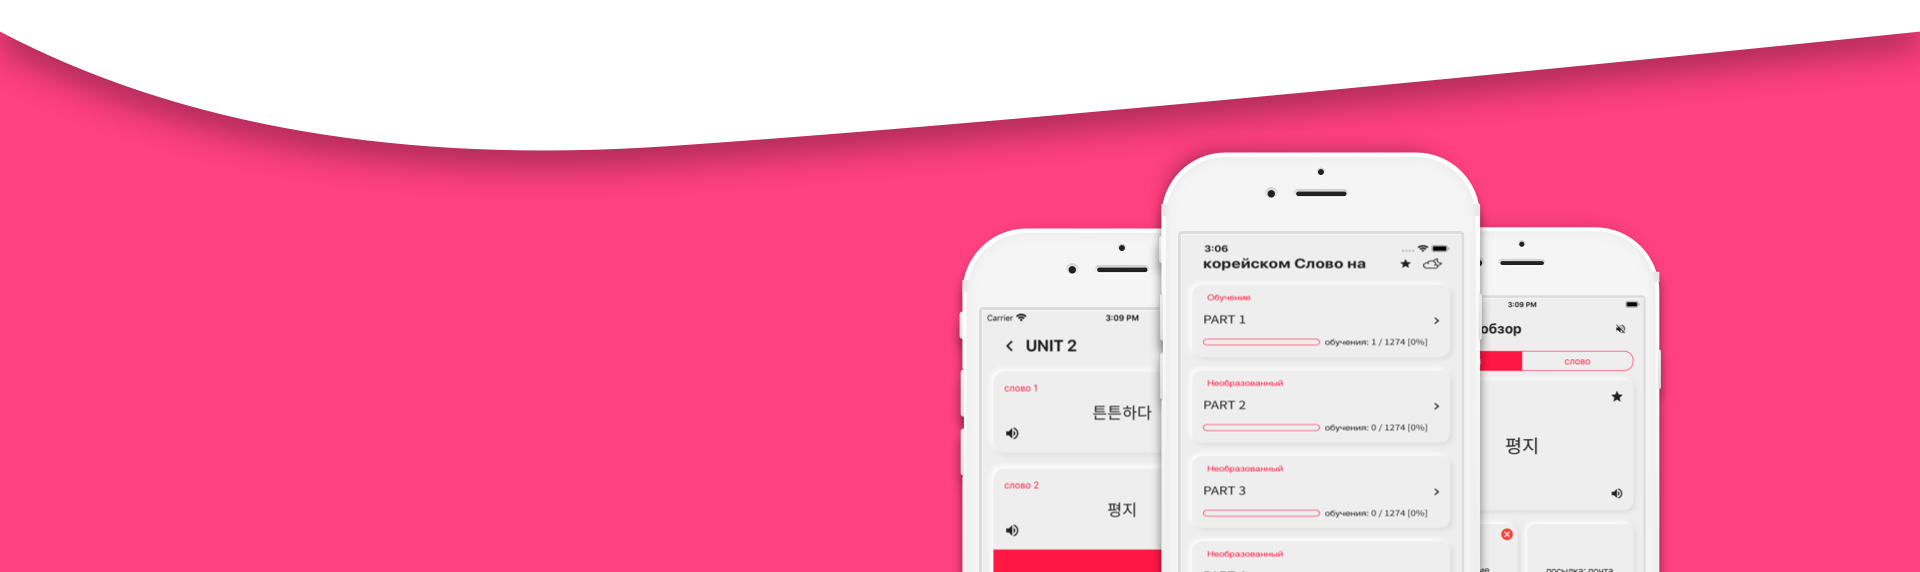 Carrier
3:09 PM
UNIT 2
слово 1
튼튼하다
слово 2
평지
3:06
корейском Слово на
Обучение
PART 1
обучения: 1 / 1274 [0%]
Необразованный
PART 2
обучения: 0 / 1274 [0%]
Необразованный
PART 3
обучения: 0 / 1274 [0%]
Необразованный
3:09 PM
обзор
слово
평지
посылка; почта